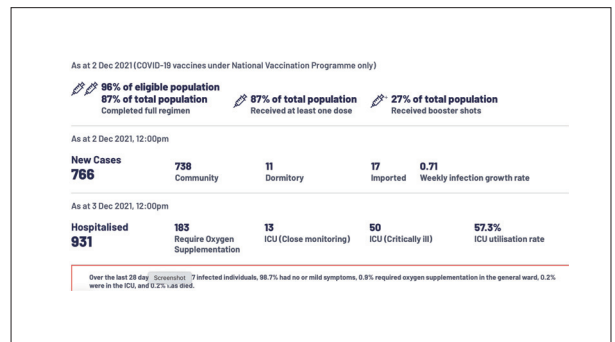 As at 2 Dec 2021 (COVID-19 vaccines under National Vaccination Programme only)
96% of eligible population
87% of total population
Completed full regimen
87% of total population
Received at least one dose
27% of total population
Received booster shots
As at 2 Dec 2021, 12:00pm
New Cases
766
738
Community
11
Dormitory
17
Imported
0.71
Weekly infection growth rate
As at 3 Dec 2021, 12:00pm
Hospitalised
931
183
Require Oxygen
Supplementation
13
ICU (Close monitoring)
50
ICU (Critically ill)
57.3%
ICU utilisation rate
Over the last 28 day Screenshot 7 infected individuals, 98.7% had no or mild symptoms, 0.9% required oxygen supplementation in the general ward, 0.2%
were in the ICU, and 0.2% died.